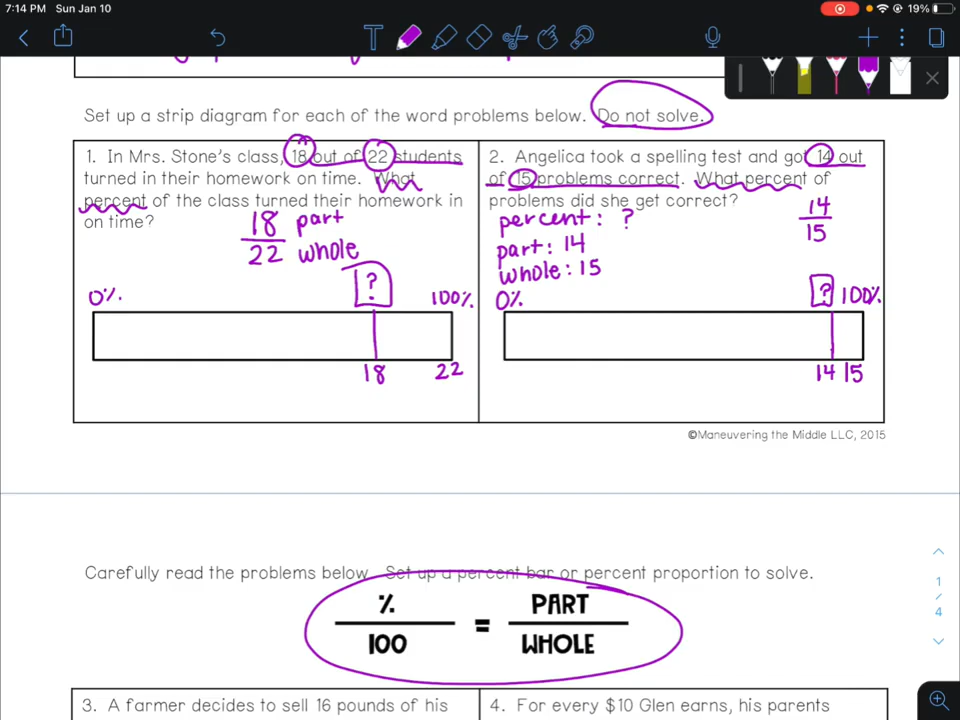 7:14 PM Sun Jan 10
19%
Set up a strip diagram for each of the word problems below. Do not solve.
1. In Mrs. Stone's class, 18 out of 22 students
turned in their homework on time. What
percent of the class turned their homework in
on time?
18 part
22 whole
0%
?
100%
18
22
2. Angelica took a spelling test and got 14 out
of 15 problems correct. What percent of
problems did she get correct?
14
15
percent: ?
part: 14
whole: 15
0%
?
100%
14
15
©Maneuvering the Middle LLC, 2015
Carefully read the problems below. Set up a percent bar or percent proportion to solve.
% PART
=
100 WHOLE
1
/
4
3. A farmer decides to sell 16 pounds of his
4. For every $10 Glen earns, his parents